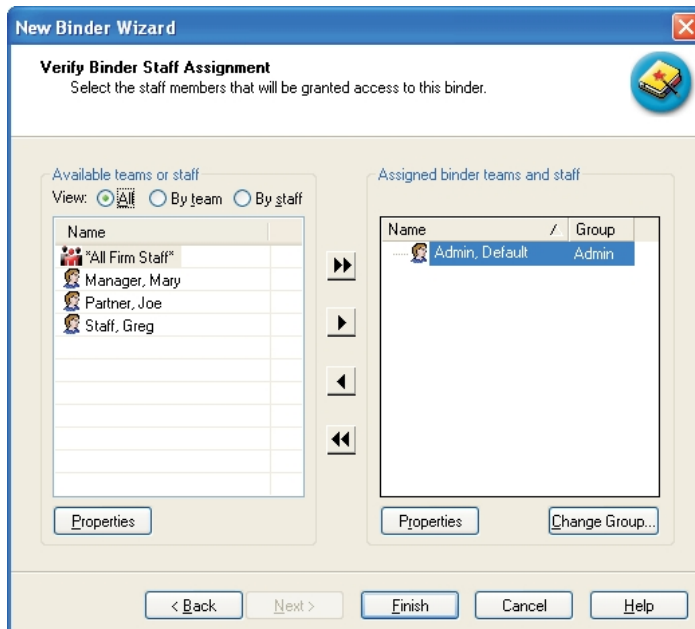 New Binder Wizard
Verify Binder Staff Assignment
Select the staff members that will be granted access to this binder.
Available teams or staff
View: All By team By staff
Name
*All Firm Staff*
Manager, Mary
Partner, Joe
Staff, Greg
Properties
Assigned binder teams and staff
Name / Group
Admin, Default Admin
Properties Change Group...
< Back Next > Finish Cancel Help